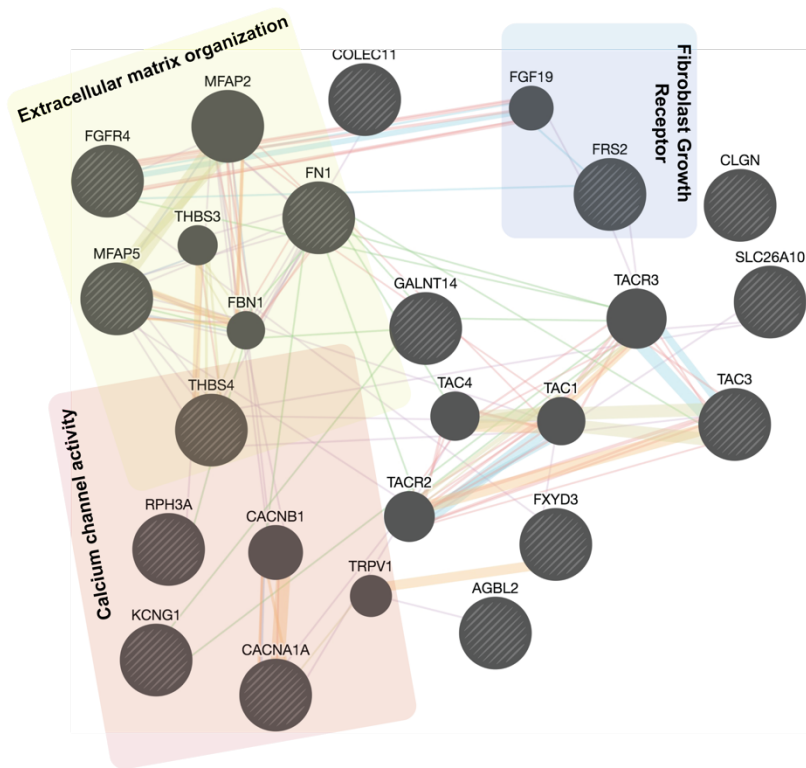 Extracellular matrix organization
COLEC11
MFAP2
FGF19
Fibroblast Growth
Receptor
FGFR4
FRS2
CLGN
FN1
THBS3
MFAP5
SLC26A10
GALNT14
TACR3
FBN1
THBS4
TAC4
TAC1
TAC3
Calcium channel activity
TACR2
RPH3A
CACNB1
FXYD3
TRPV1
AGBL2
KCNG1
CACNA1A